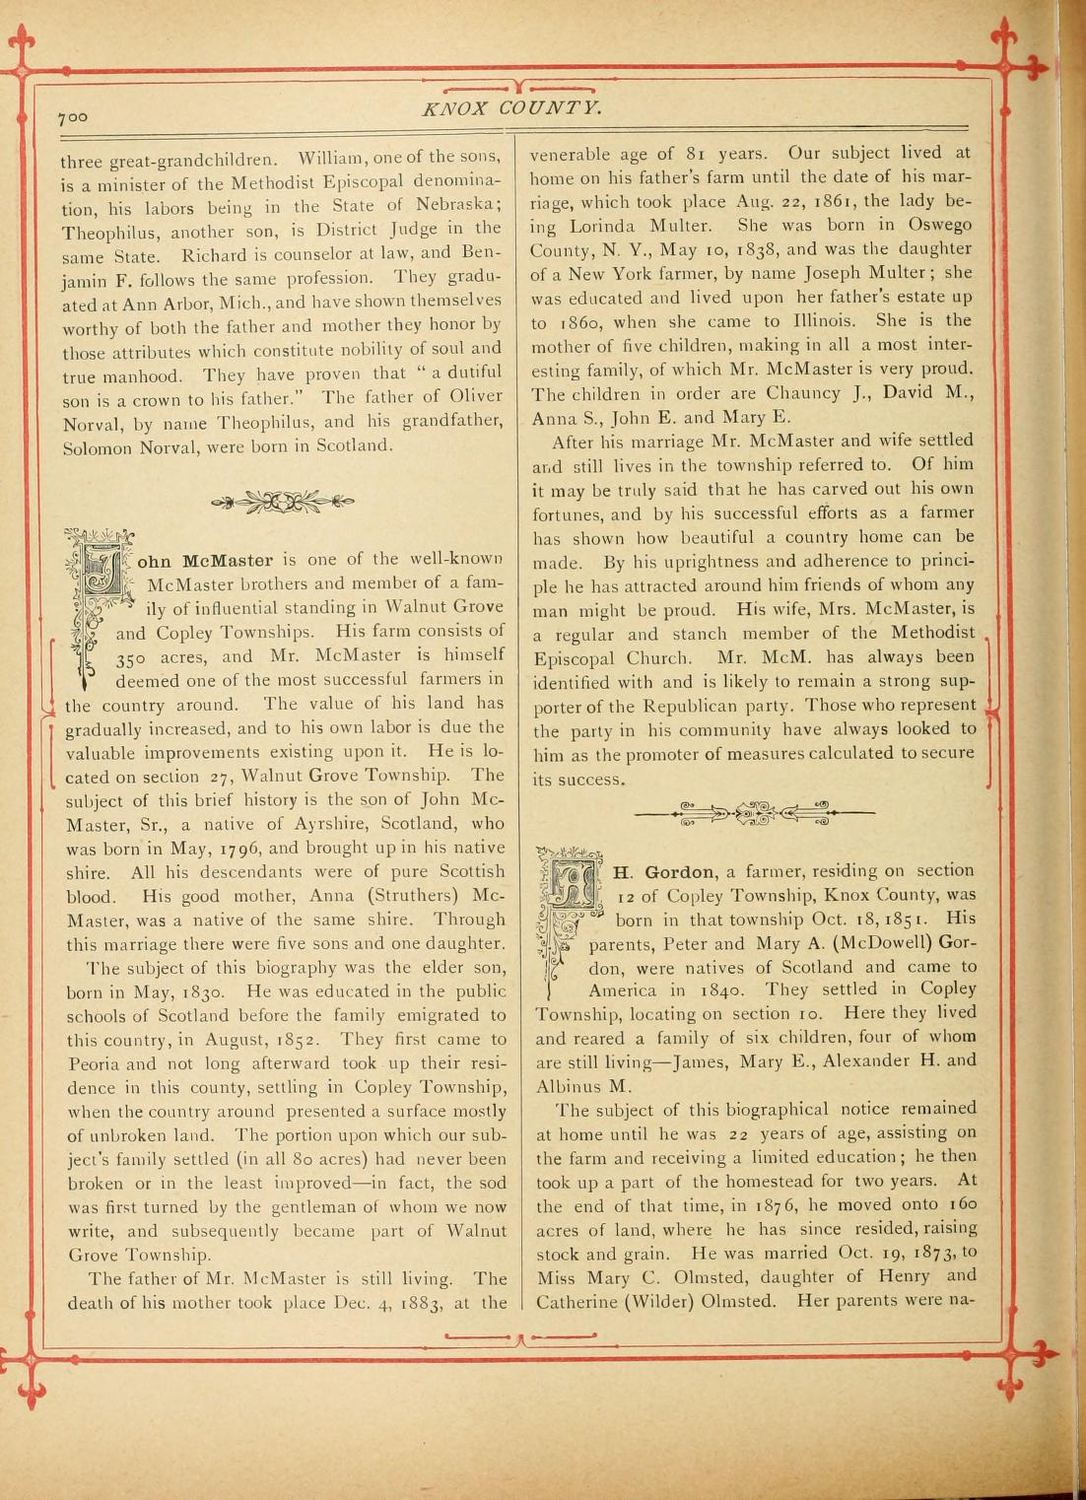 700
KNOX COUNTY.
three great-grandchildren. William, one of the sons,
is a minister of the Methodist Episcopal denomina-
tion, his labors being in the State of Nebraska;
Theophilus, another son, is District Judge in the
same State. Richard is counselor at law, and Ben-
jamin F. follows the same profession. They gradu-
ated at Ann Arbor, Mich., and have shown themselves
worthy of both the father and mother they honor by
those attributes which constitute nobility of soul and
true manhood. They have proven that “ a dutiful
son is a crown to his father.” The father of Oliver
Norval, by name Theophilus, and his grandfather,
Solomon Norval, were born in Scotland.
John McMaster is one of the well-known
McMaster brothers and member of a fam-
ily of influential standing in Walnut Grove
and Copley Townships. His farm consists of
350 acres, and Mr. McMaster is himself
deemed one of the most successful farmers in
the country around. The value of his land has
gradually increased, and to his own labor is due the
valuable improvements existing upon it. He is lo-
cated on section 27, Walnut Grove Township. The
subject of this brief history is the son of John Mc-
Master, Sr., a native of Ayrshire, Scotland, who
was born in May, 1796, and brought up in his native
shire. All his descendants were of pure Scottish
blood. His good mother, Anna (Struthers) Mc-
Master, was a native of the same shire. Through
this marriage there were five sons and one daughter.
The subject of this biography was the elder son,
born in May, 1830. He was educated in the public
schools of Scotland before the family emigrated to
this country, in August, 1852. They first came to
Peoria and not long afterward took up their resi-
dence in this county, settling in Copley Township,
when the country around presented a surface mostly
of unbroken land. The portion upon which our sub-
ject's family settled (in all 80 acres) had never been
broken or in the least improved—in fact, the sod
was first turned by the gentleman of whom we now
write, and subsequently became part of Walnut
Grove Township.
The father of Mr. McMaster is still living. The
death of his mother took place Dec. 4, 1883, at the
venerable age of 81 years. Our subject lived at
home on his father's farm until the date of his mar-
riage, which took place Aug. 22, 1861, the lady be-
ing Lorinda Multer. She was born in Oswego
County, N. Y., May 10, 1838, and was the daughter
of a New York farmer, by name Joseph Multer; she
was educated and lived upon her father's estate up
to 1860, when she came to Illinois. She is the
mother of five children, making in all a most inter-
esting family, of which Mr. McMaster is very proud.
The children in order are Chauncy J., David M.,
Anna S., John E. and Mary E.
After his marriage Mr. McMaster and wife settled
and still lives in the township referred to. Of him
it may be truly said that he has carved out his own
fortunes, and by his successful efforts as a farmer
has shown how beautiful a country home can be
made. By his uprightness and adherence to princi-
ple he has attracted around him friends of whom any
man might be proud. His wife, Mrs. McMaster, is
a regular and stanch member of the Methodist
Episcopal Church. Mr. McM. has always been
identified with and is likely to remain a strong sup-
porter of the Republican party. Those who represent
the party in his community have always looked to
him as the promoter of measures calculated to secure
its success.
A H. Gordon, a farmer, residing on section
12 of Copley Township, Knox County, was
born in that township Oct. 18, 1851. His
parents, Peter and Mary A. (McDowell) Gor-
don, were natives of Scotland and came to
America in 1840. They settled in Copley
Township, locating on section 10. Here they lived
and reared a family of six children, four of whom
are still living—James, Mary E., Alexander H. and
Albinus M.
The subject of this biographical notice remained
at home until he was 22 years of age, assisting on
the farm and receiving a limited education; he then
took up a part of the homestead for two years. At
the end of that time, in 1876, he moved onto 160
acres of land, where he has since resided, raising
stock and grain. He was married Oct. 19, 1873, to
Miss Mary C. Olmsted, daughter of Henry and
Catherine (Wilder) Olmsted. Her parents were na-